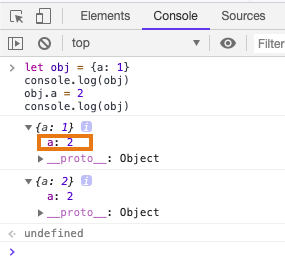 Elements Console Sources
top Filter
let obj = {a: 1}
console.log(obj)
obj.a = 2
console.log(obj)
{a: 1} i
a: 2
__proto__: Object
{a: 2} i
a: 2
__proto__: Object
undefined